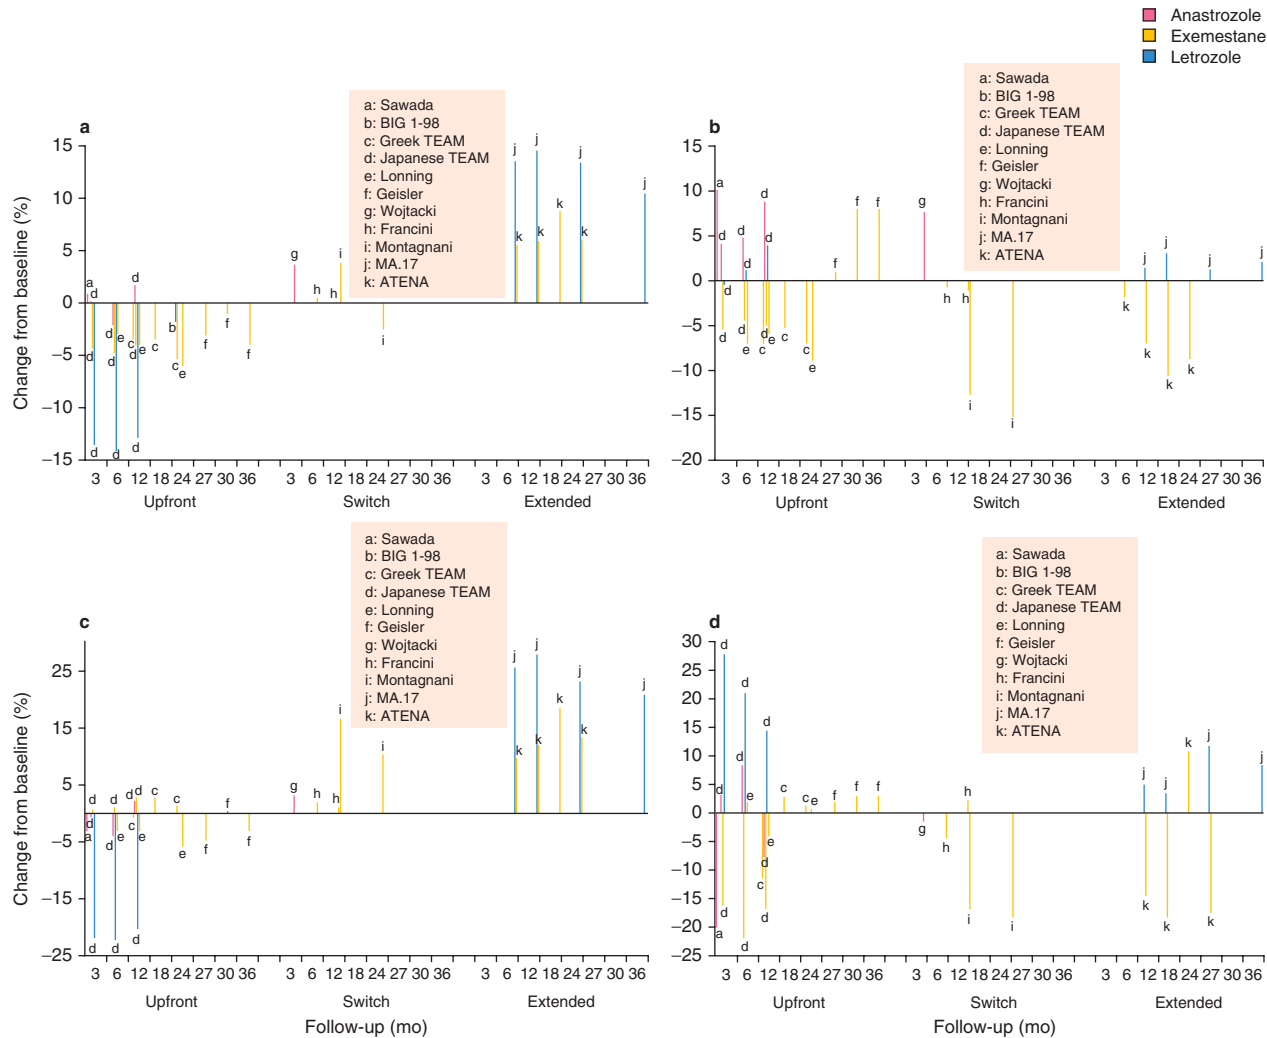 Anastrozole
Exemestane
Letrozole
a
a: Sawada
b: BIG 1-98
c: Greek TEAM
d: Japanese TEAM
e: Lonning
f: Geisler
g: Wojtacki
h: Francini
i: Montagnani
j: MA.17
k: ATENA
Change from baseline (%)
15
10
5
0
−5
−10
−15
a d d d d d d d e d c d d e c b c e f f f
g h h i i
j k j k k j k j
3 6 12 18 24 27 30 36 3 6 12 18 24 27 30 36 3 6 12 18 24 27 30 36
Upfront Switch Extended
b
a: Sawada
b: BIG 1-98
c: Greek TEAM
d: Japanese TEAM
e: Lonning
f: Geisler
g: Wojtacki
h: Francini
i: Montagnani
j: MA.17
k: ATENA
15
10
5
0
−5
−10
−15
−20
a d d d d d d e d d c e c c e f f f
g h h i i
k j k j k k j j
3 6 12 18 24 27 30 36 3 6 12 18 24 27 30 36 3 6 12 18 24 27 30 36
Upfront Switch Extended
c
a: Sawada
b: BIG 1-98
c: Greek TEAM
d: Japanese TEAM
e: Lonning
f: Geisler
g: Wojtacki
h: Francini
i: Montagnani
j: MA.17
k: ATENA
Change from baseline (%)
25
15
5
−5
−15
−25
a d d d d d e d d c d e d c c e f f f
g h h i i
j k j k k j k j
3 6 12 18 24 27 30 36 3 6 12 18 24 27 30 36 3 6 12 18 24 27 30 36
Upfront Switch Extended
Follow-up (mo)
d
a: Sawada
b: BIG 1-98
c: Greek TEAM
d: Japanese TEAM
e: Lonning
f: Geisler
g: Wojtacki
h: Francini
i: Montagnani
j: MA.17
k: ATENA
30
25
20
15
10
5
0
−5
−10
−15
−20
−25
a d d d d d e d d c d d e c c e f f f
g h h i i
j k j k k j k j
3 6 12 18 24 27 30 36 3 6 12 18 24 27 30 36 3 6 12 18 24 27 30 36
Upfront Switch Extended
Follow-up (mo)